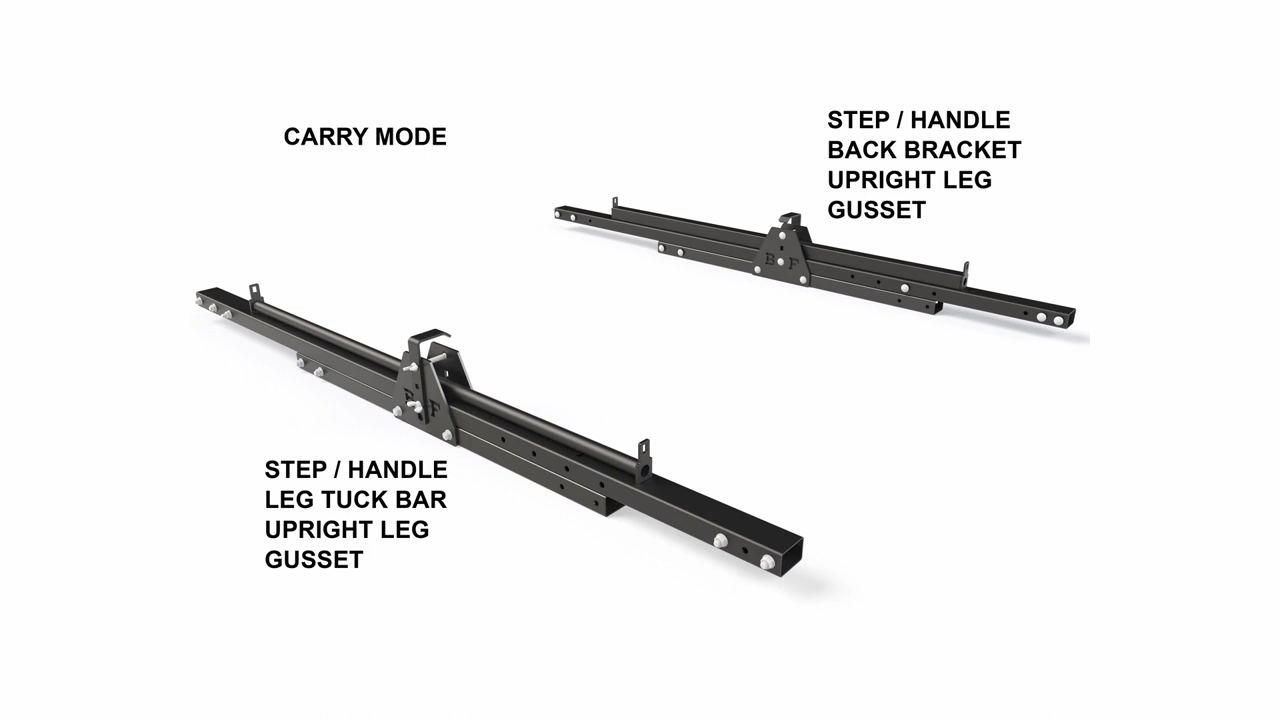 CARRY MODE
STEP / HANDLE
BACK BRACKET
UPRIGHT LEG
GUSSET
B F
F
STEP / HANDLE
LEG TUCK BAR
UPRIGHT LEG
GUSSET